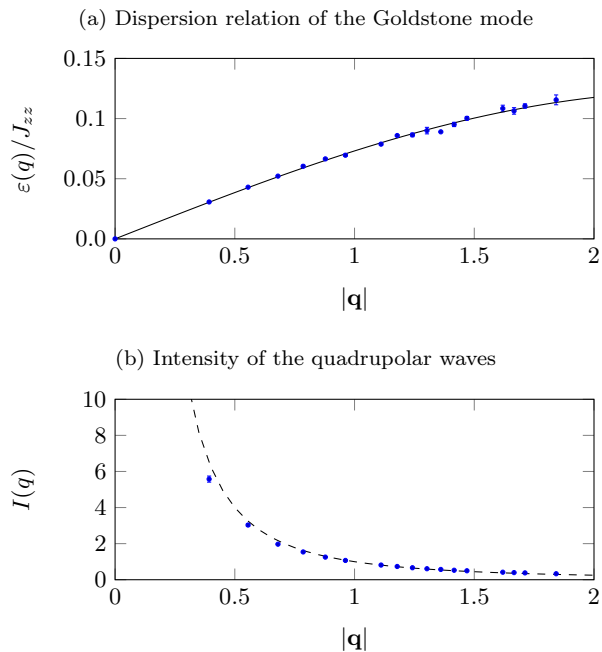 (a) Dispersion relation of the Goldstone mode
0.15
0.1
0.05
0.0
ε(q)/J_{zz}
0 0.5 1 1.5 2
|q|
(b) Intensity of the quadrupolar waves
10
8
6
4
2
0
I(q)
0 0.5 1 1.5 2
|q|